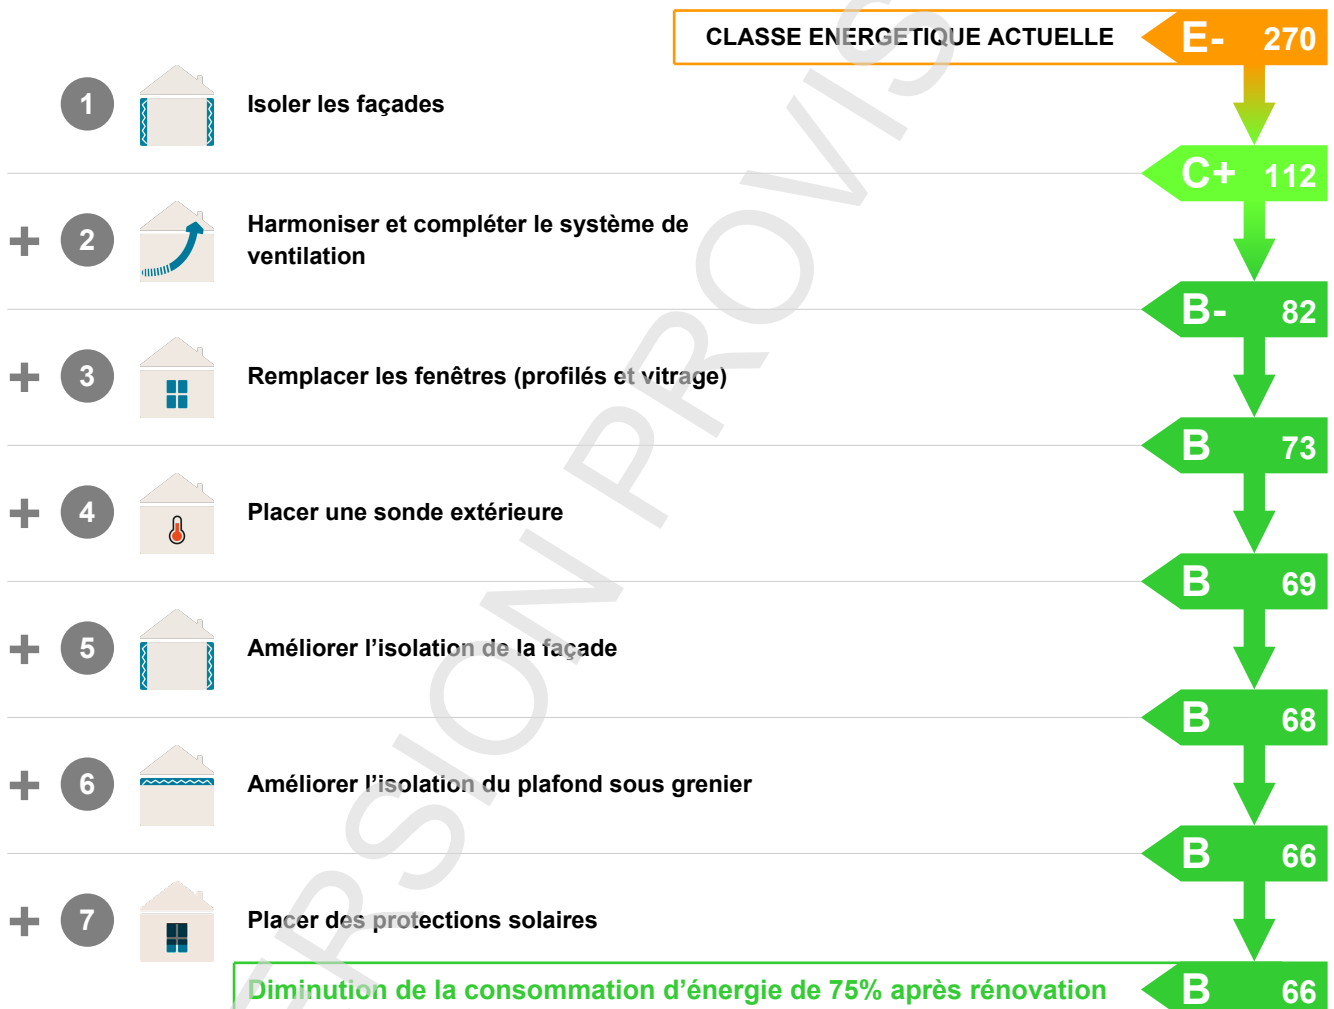 CLASSE ENERGETIQUE ACTUELLE E- 270
1 Isoler les façades
C+ 112
+ 2 Harmoniser et compléter le système de
ventilation
B- 82
+ 3 Remplacer les fenêtres (profilés et vitrage)
B 73
+ 4 Placer une sonde extérieure
B 69
+ 5 Améliorer l’isolation de la façade
B 68
+ 6 Améliorer l’isolation du plafond sous grenier
B 66
+ 7 Placer des protections solaires
Diminution de la consommation d’énergie de 75% après rénovation B 66
ERSION PROVIS